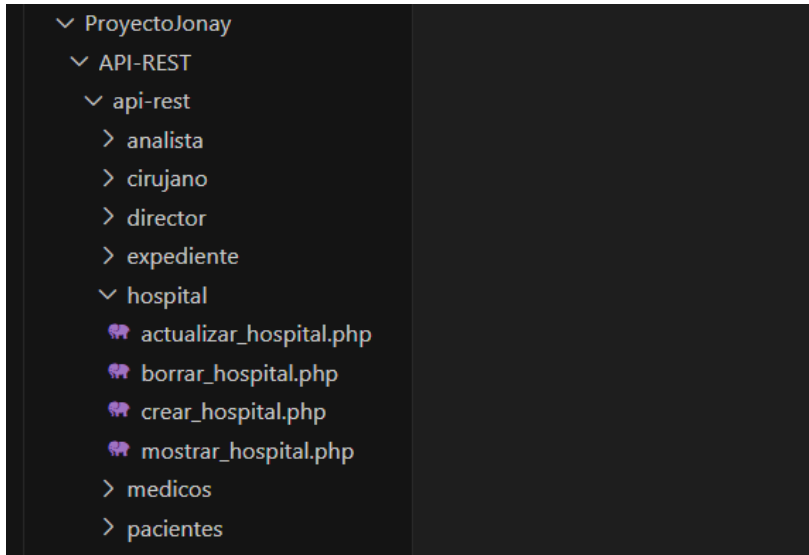 ProyectoJonay
API-REST
api-rest
analista
cirujano
director
expediente
hospital
actualizar_hospital.php
borrar_hospital.php
crear_hospital.php
mostrar_hospital.php
medicos
pacientes